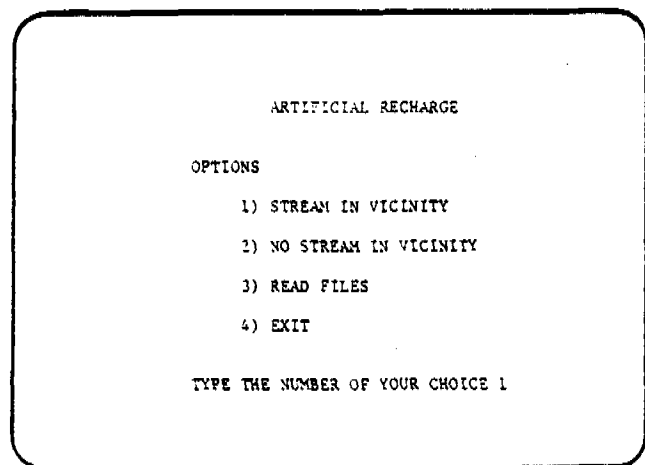 ARTIFICIAL RECHARGE
OPTIONS
1) STREAM IN VICINITY
2) NO STREAM IN VICINITY
3) READ FILES
4) EXIT
TYPE THE NUMBER OF YOUR CHOICE 1